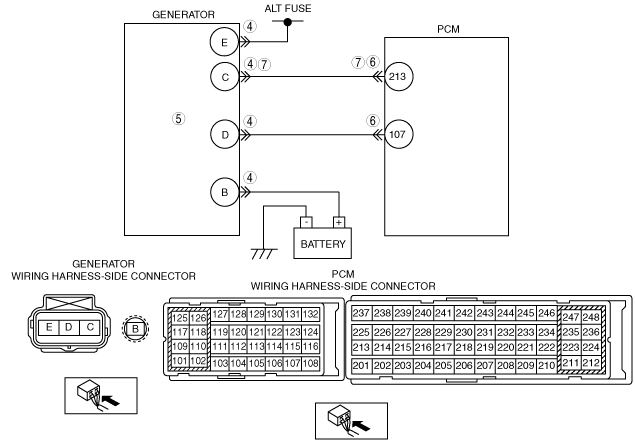 GENERATOR
ALT FUSE
PCM
E ④
C ④⑦ ⑦⑥ 213
⑤
D ④ ⑥ 107
B ④
- +
BATTERY
GENERATOR
WIRING HARNESS-SIDE CONNECTOR
E D C
B
PCM
WIRING HARNESS-SIDE CONNECTOR
125 126 127 128 129 130 131 132
117 118 119 120 121 122 123 124
109 110 111 112 113 114 115 116
101 102 103 104 105 106 107 108
237 238 239 240 241 242 243 244 245 246 247 248
225 226 227 228 229 230 231 232 233 234 235 236
213 214 215 216 217 218 219 220 221 222 223 224
201 202 203 204 205 206 207 208 209 210 211 212